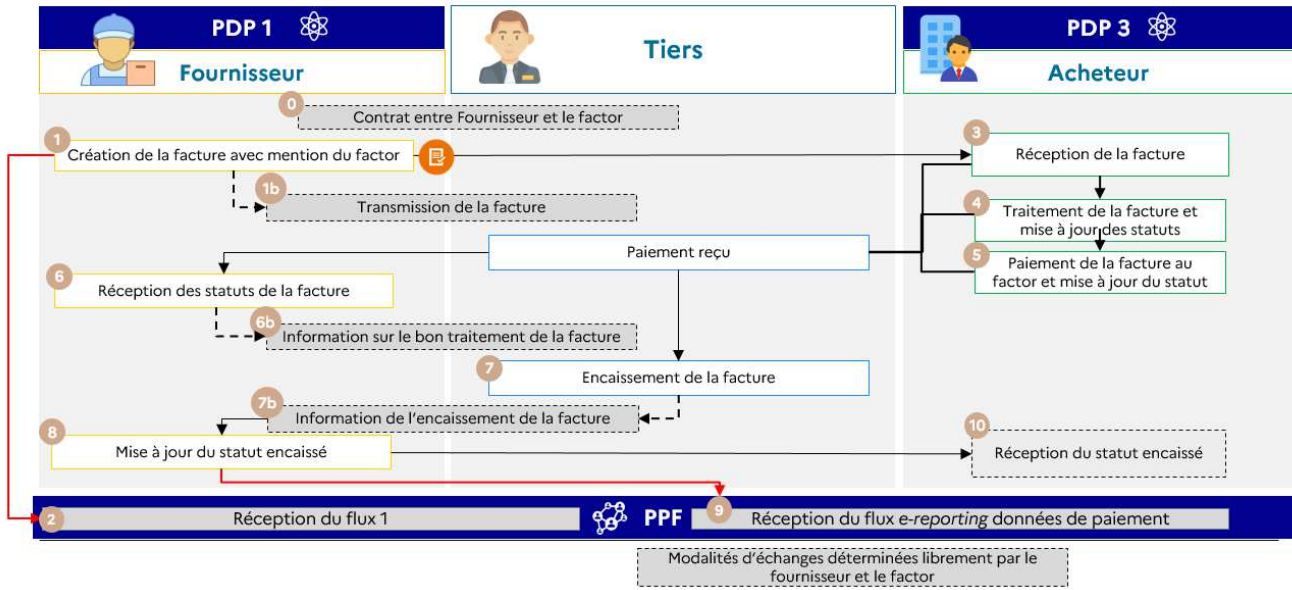 PDP 1
Fournisseur
Tiers
PDP 3
Acheteur
0
Contrat entre Fournisseur et le factor
1
Création de la facture avec mention du factor
3
Réception de la facture
1b
Transmission de la facture
4
Traitement de la facture et
mise à jour des statuts
Paiement reçu
5
Paiement de la facture au
factor et mise à jour du statut
6
Réception des statuts de la facture
6b
Information sur le bon traitement de la facture
7
Encaissement de la facture
7b
Information de l'encaissement de la facture
8
Mise à jour du statut encaissé
10
Réception du statut encaissé
2
Réception du flux 1
PPF
9
Réception du flux e-reporting données de paiement
Modalités d'échanges déterminées librement par le
fournisseur et le factor